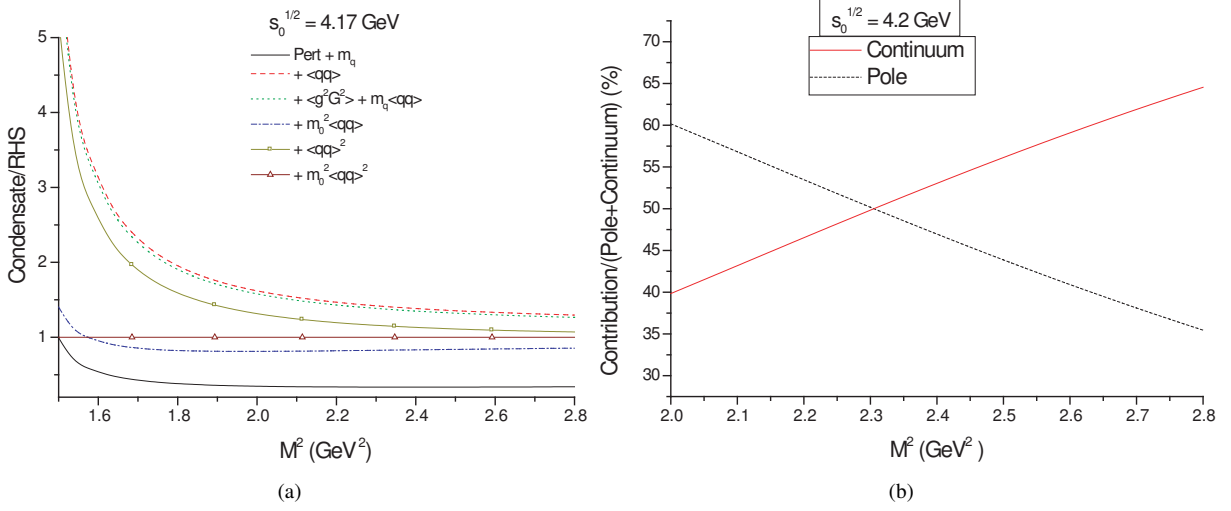 s₀^1/2 = 4.17 GeV
Pert + m_q
+ <qq>
+ <g²G²> + m_q<qq>
+ m₀²<qq>
+ <qq>²
+ m₀²<qq>²
Condensate/RHS
5
4
3
2
1
1.6 1.8 2.0 2.2 2.4 2.6 2.8
M² (GeV²)
(a)
s₀^1/2 = 4.2 GeV
Continuum
Pole
Contribution/(Pole+Continuum) (%)
70
65
60
55
50
45
40
35
30
2.0 2.1 2.2 2.3 2.4 2.5 2.6 2.7 2.8
M² (GeV²)
(b)